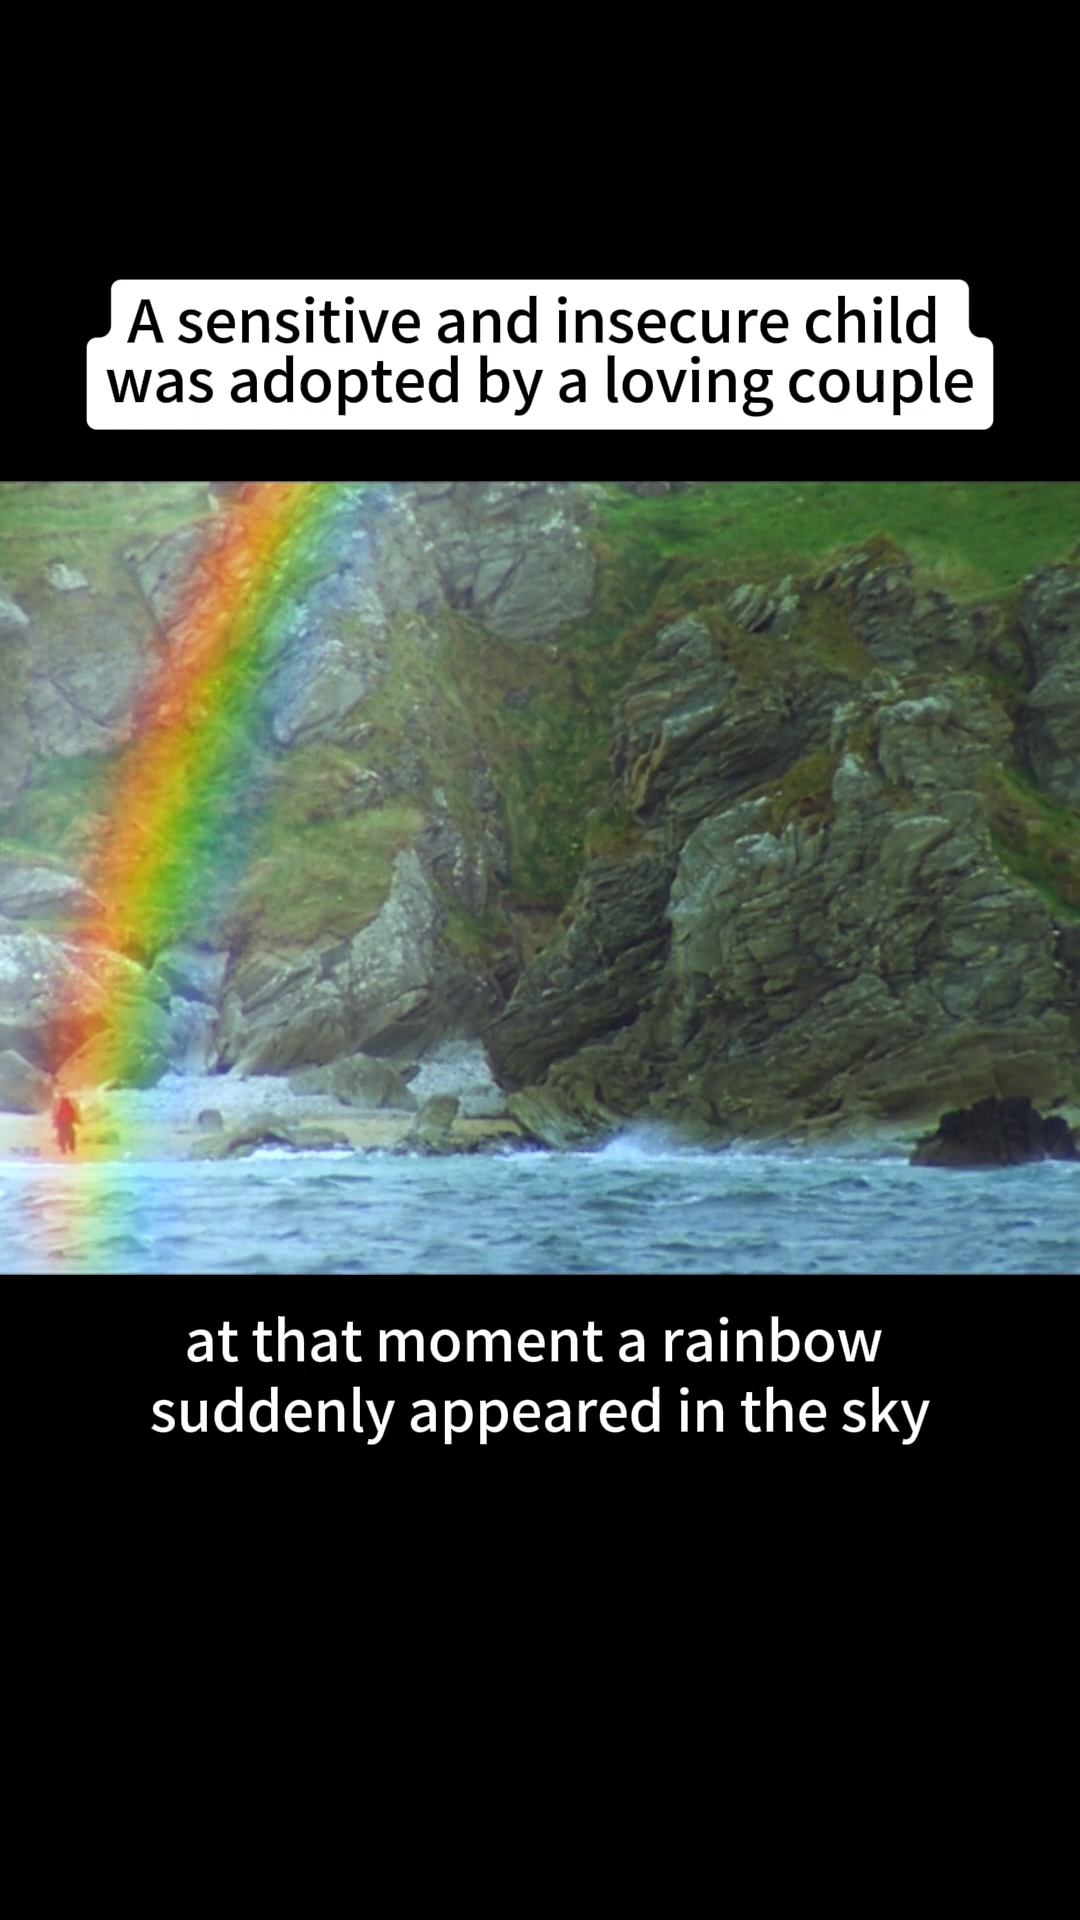 A sensitive and insecure child
was adopted by a loving couple
at that moment a rainbow
suddenly appeared in the sky